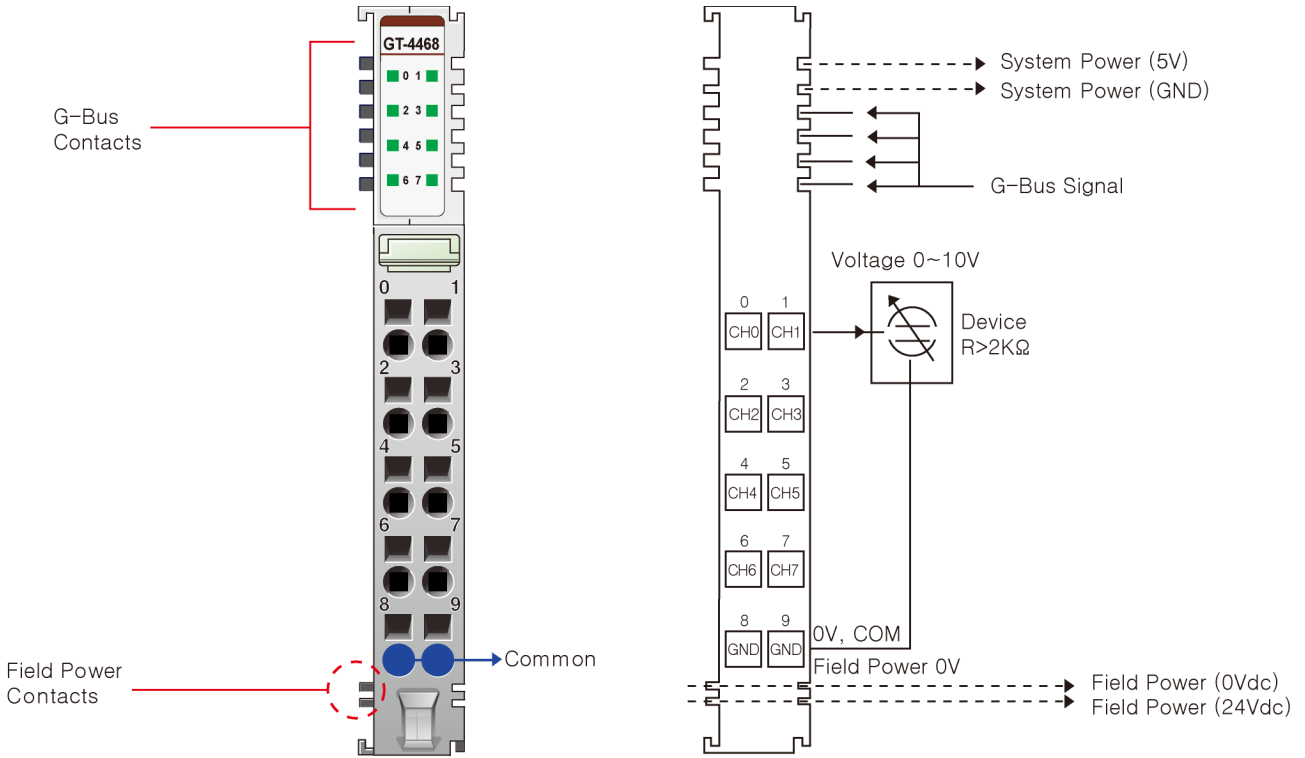 GT-4468
0 1
2 3
4 5
6 7
G-Bus
Contacts
0 1
2 3
4 5
6 7
8 9
Common
Field Power
Contacts
System Power (5V)
System Power (GND)
G-Bus Signal
Voltage 0~10V
Device
R>2KΩ
0 1
CH0 CH1
2 3
CH2 CH3
4 5
CH4 CH5
6 7
CH6 CH7
8 9
GND GND
0V, COM
Field Power 0V
Field Power (0Vdc)
Field Power (24Vdc)